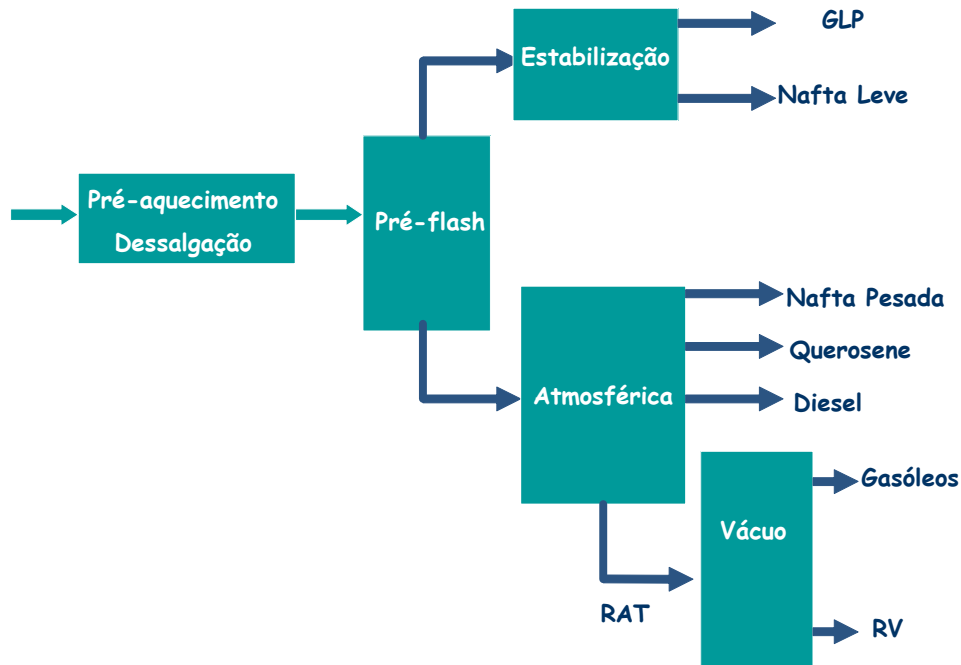 GLP
Estabilização
Nafta Leve
Pré-aquecimento
Dessalgação
Pré-flash
Nafta Pesada
Querosene
Atmosférica
Diesel
Gasóleos
Vácuo
RAT
RV